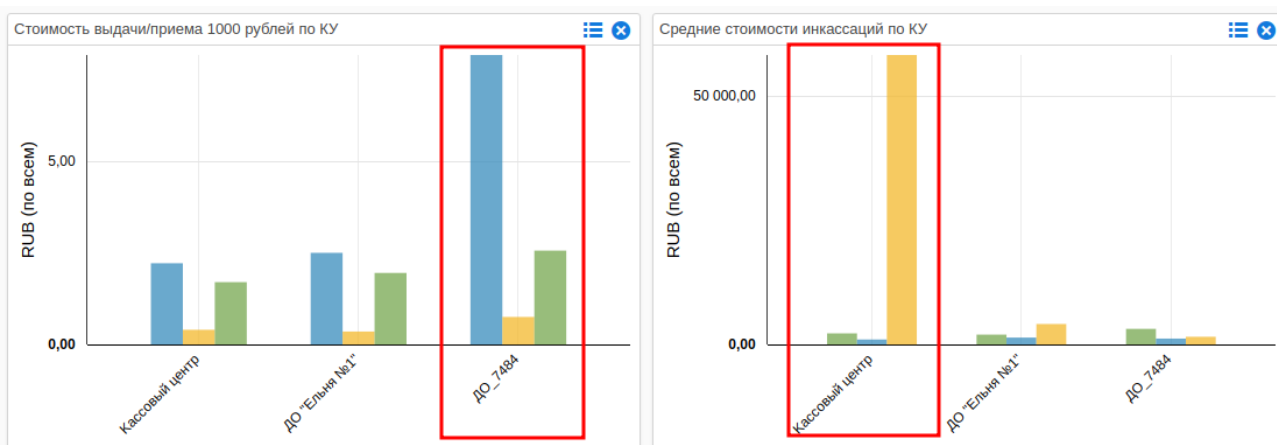 Стоимость выдачи/приема 1000 рублей по КУ
RUB (по всем)
5,00
0,00
Кассовый центр
ДО "Ельня №1"
ДО_7484
Средние стоимости инкассаций по КУ
RUB (по всем)
50 000,00
0,00
Кассовый центр
ДО "Ельня №1"
ДО_7484